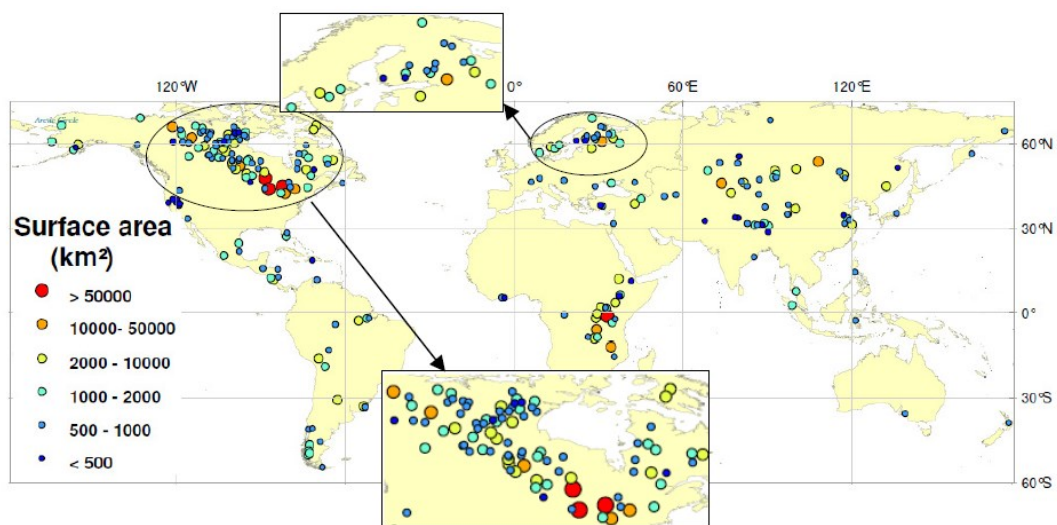 120°W 0° 60°E 120°E
Arctic Circle
60°N
30°N
0°
30°S
60°S
Surface area
(km²)
> 50000
10000- 50000
2000 - 10000
1000 - 2000
500 - 1000
< 500